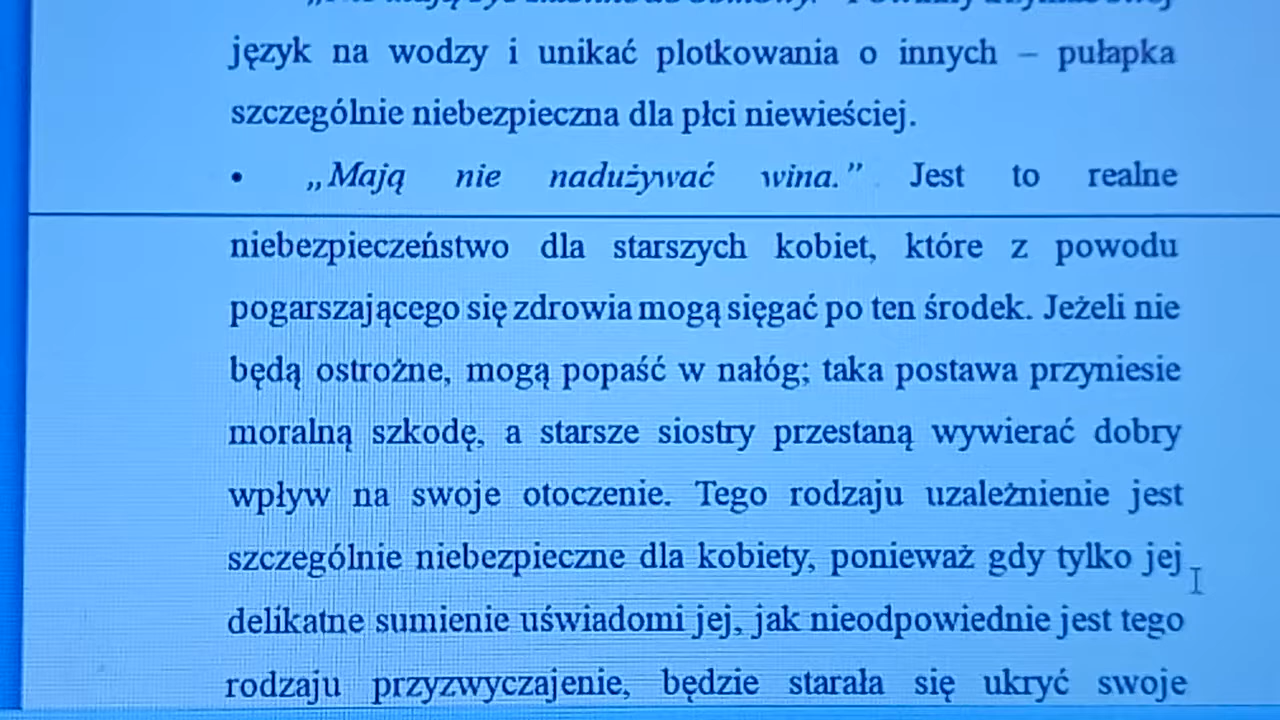 język na wodzy i unikać plotkowania o innych – pułapka
szczególnie niebezpieczna dla płci niewieściej.
• „Mają nie nadużywać wina.” Jest to realne
niebezpieczeństwo dla starszych kobiet, które z powodu
pogarszającego się zdrowia mogą sięgać po ten środek. Jeżeli nie
będą ostrożne, mogą popaść w nałóg; taka postawa przyniesie
moralną szkodę, a starsze siostry przestaną wywierać dobry
wpływ na swoje otoczenie. Tego rodzaju uzależnienie jest
szczególnie niebezpieczne dla kobiety, ponieważ gdy tylko jej
delikatne sumienie uświadomi jej, jak nieodpowiednie jest tego
rodzaju przyzwyczajenie, będzie starała się ukryć swoje